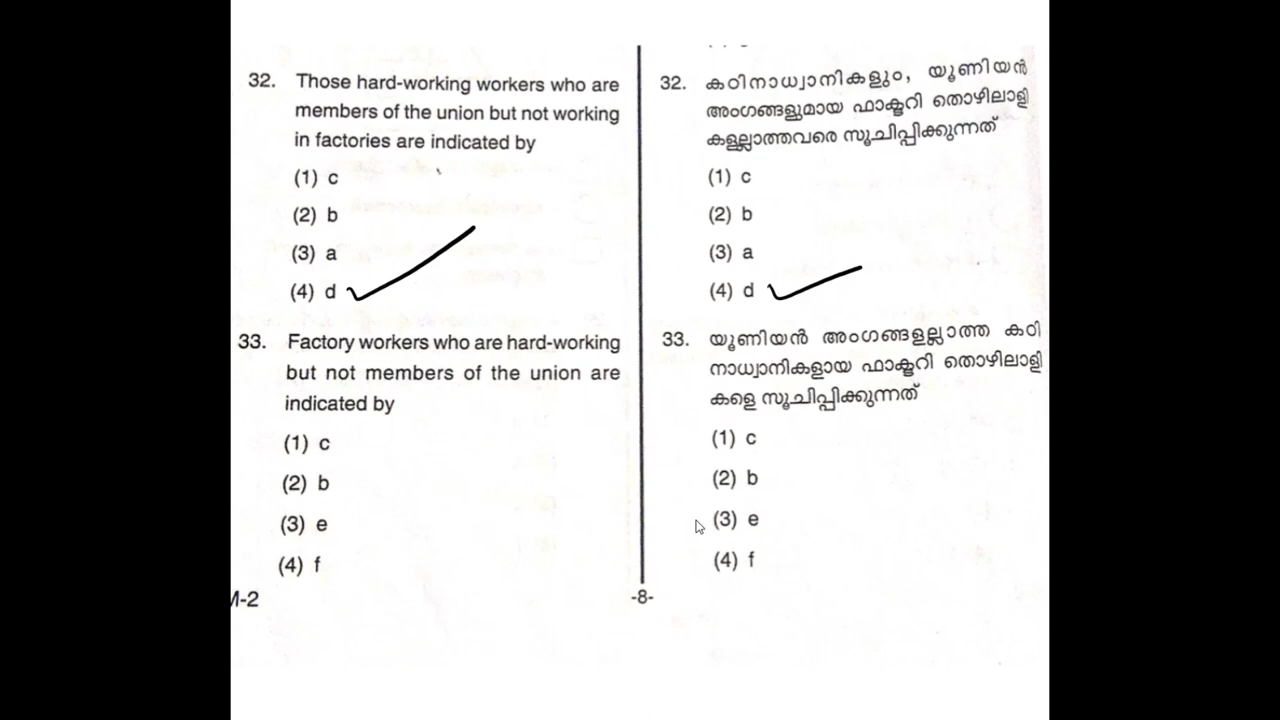 32. Those hard-working workers who are
members of the union but not working
in factories are indicated by
(1) c
(2) b
(3) a
(4) d
33. Factory workers who are hard-working
but not members of the union are
indicated by
(1) c
(2) b
(3) e
(4) f
32. കഠിനാധ്വാനികളും, യൂണിയൻ
അംഗങ്ങളുമായ ഫാക്ടറി തൊഴിലാളി
കളല്ലാത്തവരെ സൂചിപ്പിക്കുന്നത്
(1) c
(2) b
(3) a
(4) d
33. യൂണിയൻ അംഗങ്ങളല്ലാത്ത കഠി
നാധ്വാനികളായ ഫാക്ടറി തൊഴിലാളി
കളെ സൂചിപ്പിക്കുന്നത്
(1) c
(2) b
(3) e
(4) f
-8-